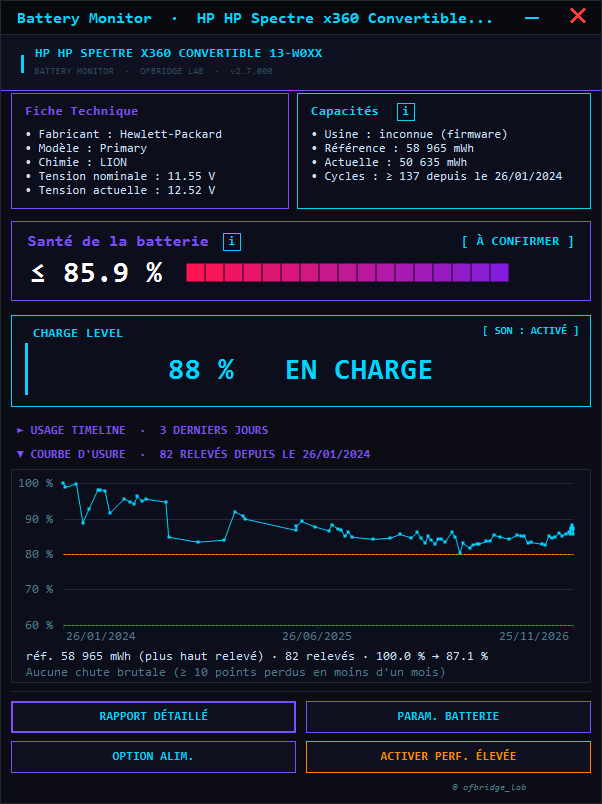 Battery Monitor · HP HP Spectre x360 Convertible...
HP HP SPECTRE X360 CONVERTIBLE 13-W0XX
BATTERY MONITOR · OFBRIDGE LAB · v2.7.000
Fiche Technique
• Fabricant : Hewlett-Packard
• Modèle : Primary
• Chimie : LION
• Tension nominale : 11.55 V
• Tension actuelle : 12.52 V
Capacités i
• Usine : inconnue (firmware)
• Référence : 58 965 mWh
• Actuelle : 50 635 mWh
• Cycles : ≥ 137 depuis le 26/01/2024
Santé de la batterie i
[ À CONFIRMER ]
≤ 85.9 %
CHARGE LEVEL
[ SON : ACTIVÉ ]
88 % EN CHARGE
► USAGE TIMELINE · 3 DERNIERS JOURS
▼ COURBE D'USURE · 82 RELEVÉS DEPUIS LE 26/01/2024
100 %
90 %
80 %
70 %
60 %
26/01/2024 26/06/2025 25/11/2026
réf. 58 965 mWh (plus haut relevé) · 82 relevés · 100.0 % → 87.1 %
Aucune chute brutale (≥ 10 points perdus en moins d'un mois)
RAPPORT DÉTAILLÉ
PARAM. BATTERIE
OPTION ALIM.
ACTIVER PERF. ÉLEVÉE
© ofbridge_Lab